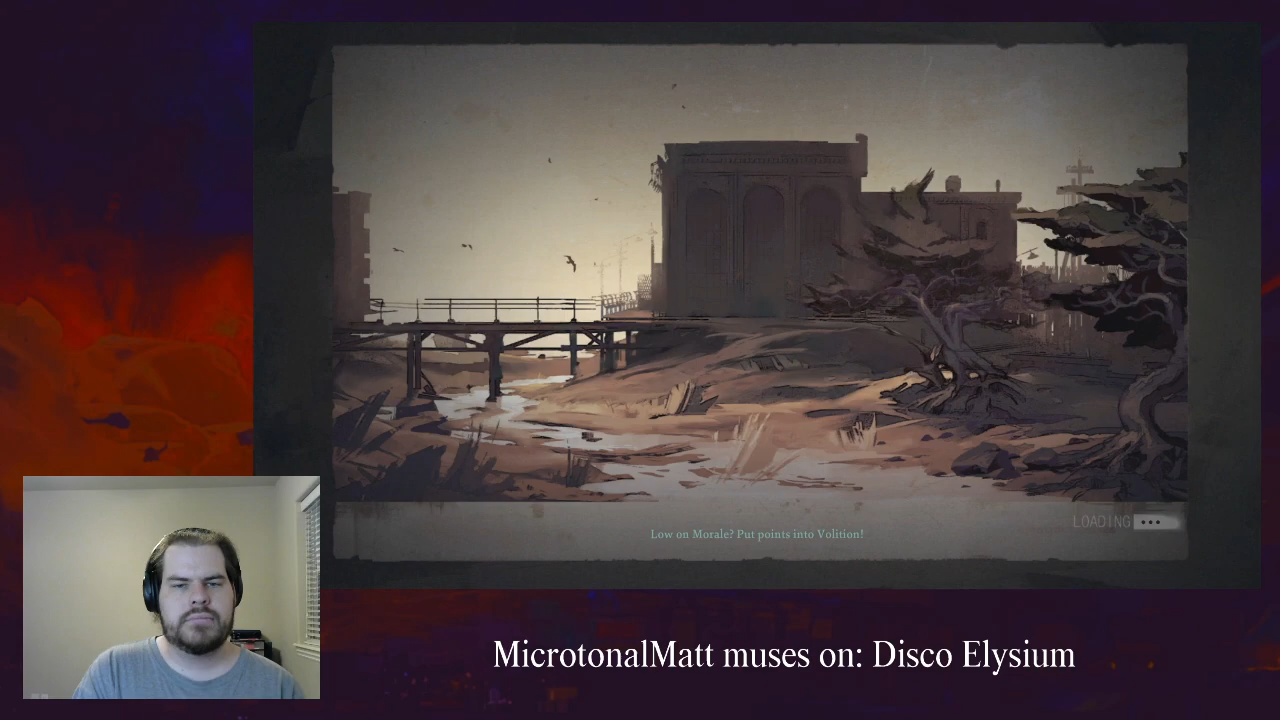 LOADING
Low on Morale? Put points into Volition!
MicrotonalMatt muses on: Disco Elysium